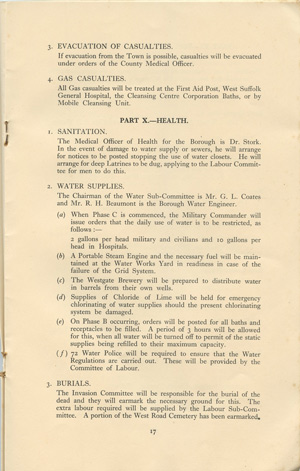 3. EVACUATION OF CASUALTIES.
If evacuation from the Town is possible, casualties will be evacuated
under orders of the County Medical Officer.
4. GAS CASUALTIES.
All Gas casualties will be treated at the First Aid Post, West Suffolk
General Hospital, the Cleansing Centre Corporation Baths, or by
Mobile Cleansing Unit.
PART X.—HEALTH.
1. SANITATION.
The Medical Officer of Health for the Borough is Dr. Stork.
In the event of damage to water supply or sewers, he will arrange
for notices to be posted stopping the use of water closets. He will
arrange for deep Latrines to be dug, applying to the Labour Commit-
tee for men to do this.
2. WATER SUPPLIES.
The Chairman of the Water Sub-Committee is Mr. G. L. Coates
and Mr. R. H. Beaumont is the Borough Water Engineer.
(a) When Phase C is commenced, the Military Commander will
issue orders that the daily use of water is to be restricted, as
follows :—
2 gallons per head military and civilians and 10 gallons per
head in Hospitals.
(b) A Portable Steam Engine and the necessary fuel will be main-
tained at the Water Works Yard in readiness in case of the
failure of the Grid System.
(c) The Westgate Brewery will be prepared to distribute water
in barrels from their own wells.
(d) Supplies of Chloride of Lime will be held for emergency
chlorinating of water supplies should the present chlorinating
system be damaged.
(e) On Phase B occurring, orders will be posted for all baths and
receptacles to be filled. A period of 3 hours will be allowed
for this, when all water will be turned off to permit of the static
supplies being refilled to their maximum capacity.
(f) 72 Water Police will be required to ensure that the Water
Regulations are carried out. These will be provided by the
Committee of Labour.
3. BURIALS.
The Invasion Committee will be responsible for the burial of the
dead and they will earmark the necessary ground for this. The
extra labour required will be supplied by the Labour Sub-Com-
mittee. A portion of the West Road Cemetery has been earmarked.
17